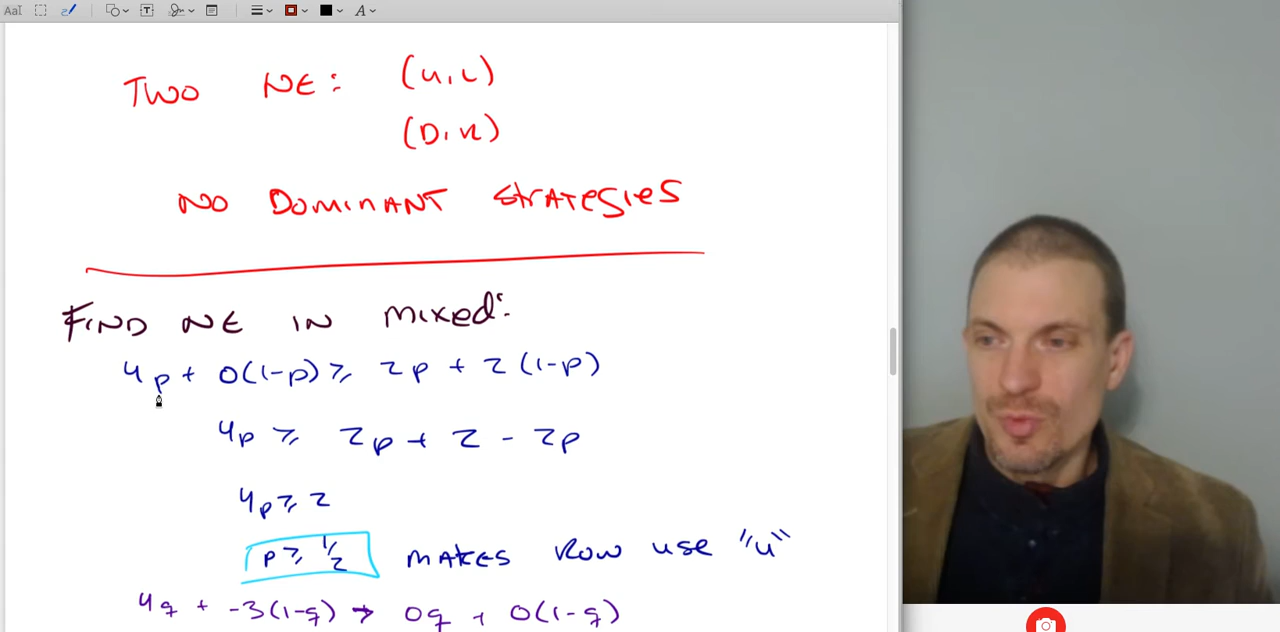 AaI T A
TWO NE: (U,L)
(D,R)
NO DOMINANT STRATEGIES
FIND NE IN MIXED:
4p + 0(1-p) ≥ 2p + 2(1-p)
4p ≥ 2p + 2 - 2p
4p ≥ 2
p ≥ 1/2 MAKES ROW USE "U"
4q + -3(1-q) → 0q + 0(1-q)